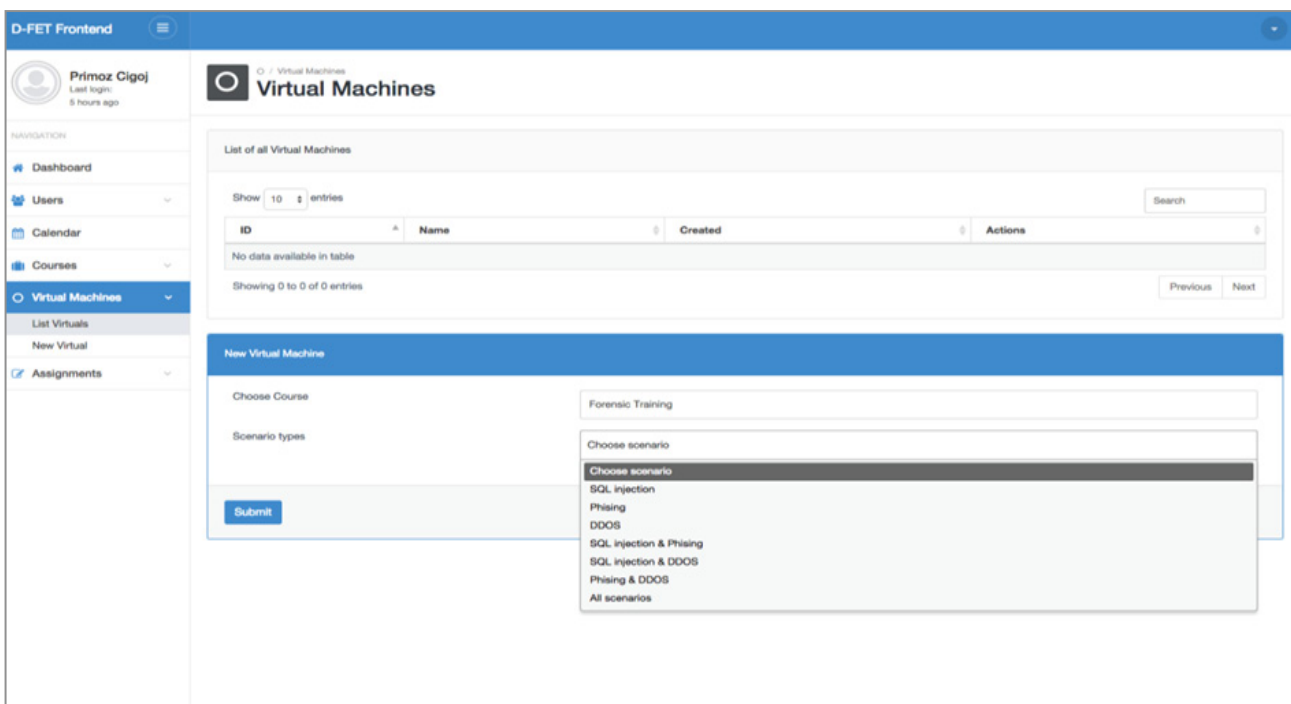 D-FET Frontend
Primoz Cigoj
Last login:
5 hours ago
NAVIGATION
Dashboard
Users
Calendar
Courses
Virtual Machines
List Virtuals
New Virtual
Assignments
/ Virtual Machines
Virtual Machines
List of all Virtual Machines
Show 10 entries
Search
ID Name Created Actions
No data available in table
Showing 0 to 0 of 0 entries
Previous Next
New Virtual Machine
Choose Course
Forensic Training
Scenario types
Choose scenario
Choose scenario
SQL injection
Phising
DDOS
SQL injection & Phising
SQL injection & DDOS
Phising & DDOS
All scenarios
Submit